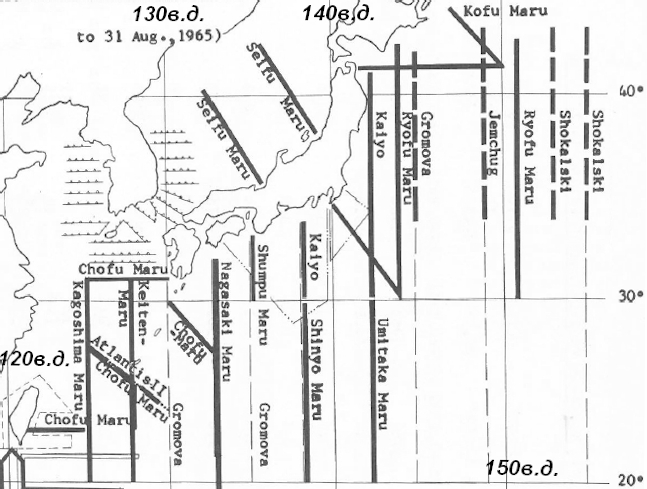 130в.д.
140в.д.
Kofu Maru
to 31 Aug., 1965)
Seifu Maru
Seifu Maru
40°
Kaiyo
Ryofu Maru
Gromova
Jemchug
Ryofu Maru
Shokalski
Shokalski
Chofu Maru
Kagoshima Maru
Keiten-
Maru
Chofu
-Maru
Nagasaki Maru
Shumpu Maru
Kaiyo
30°
Shinyo Maru
Umitaka Maru
120в.д.
Atlantis II
Chofu Maru
Gromova
Gromova
Chofu Maru
150в.д.
20°